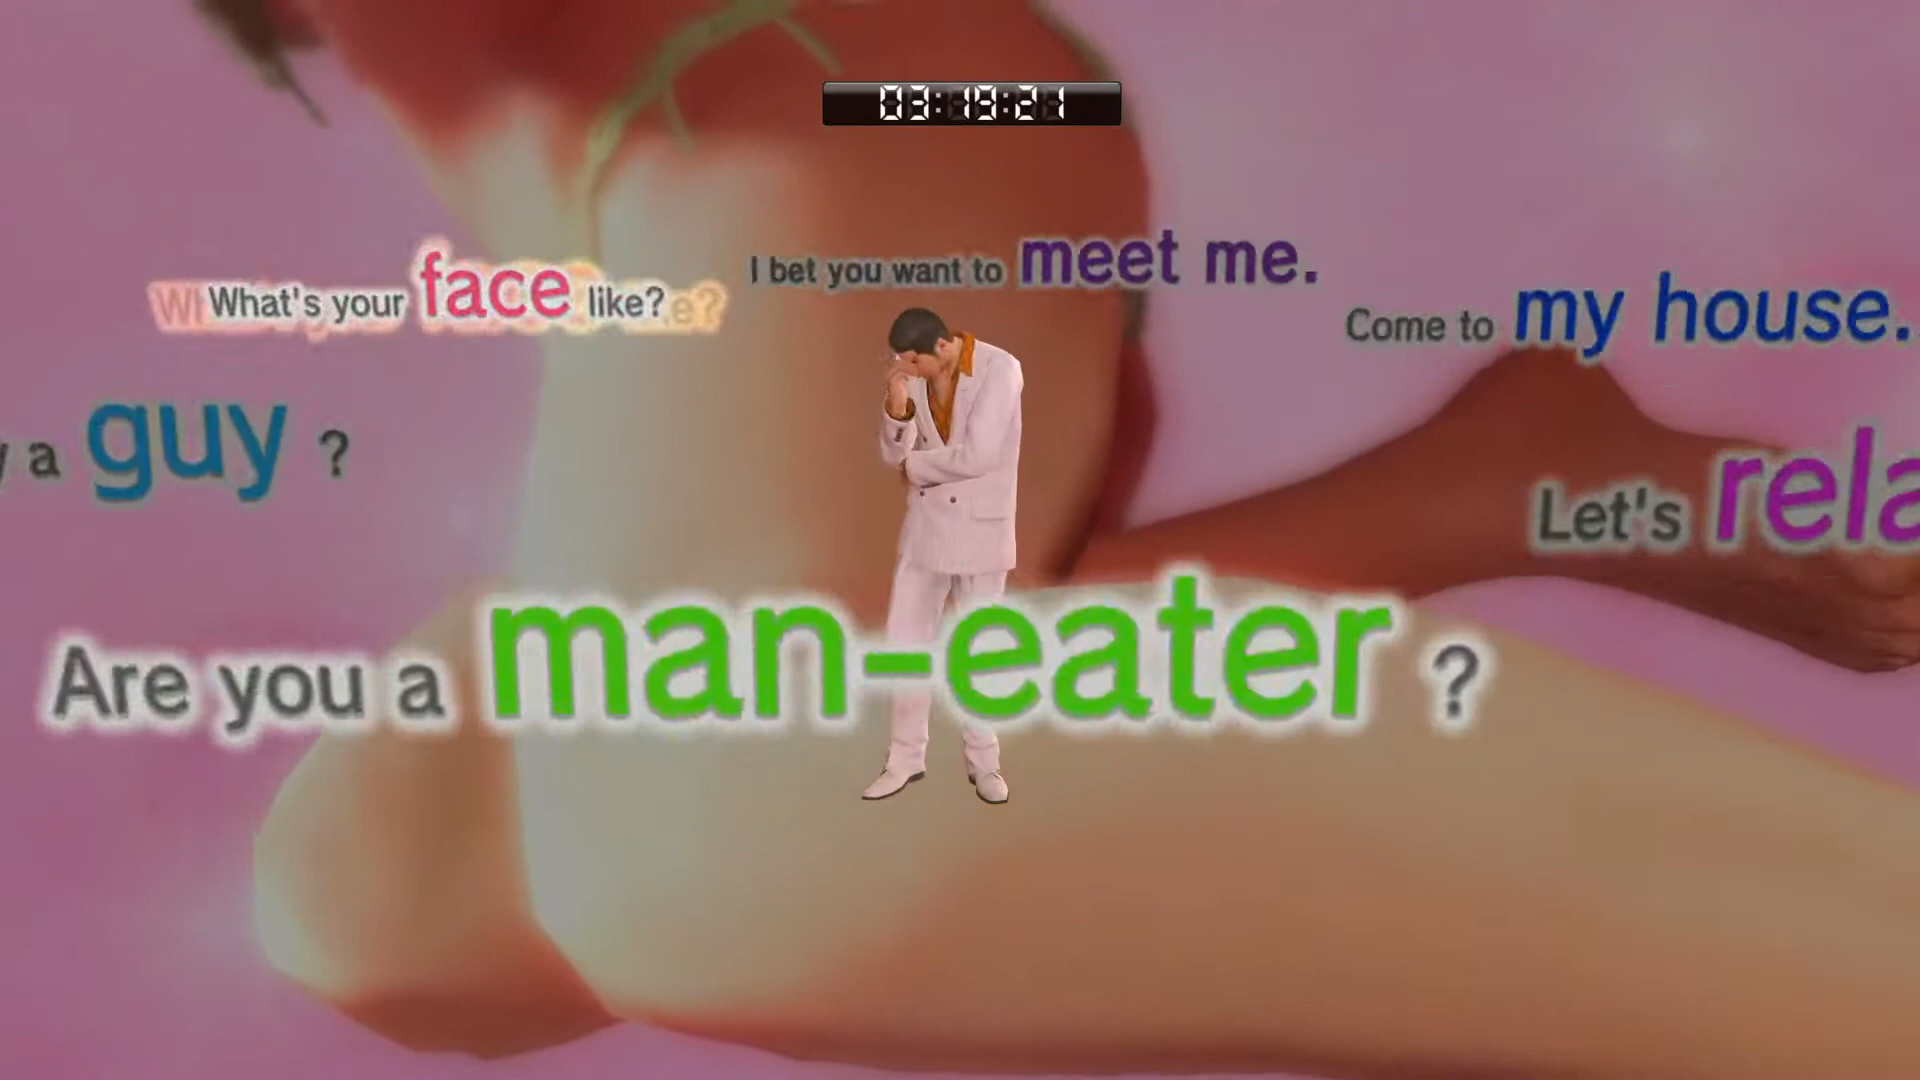 03:19:21
I bet you want to meet me.
What's your face like?
Come to my house.
a guy ?
Let's
Are you a man-eater ?